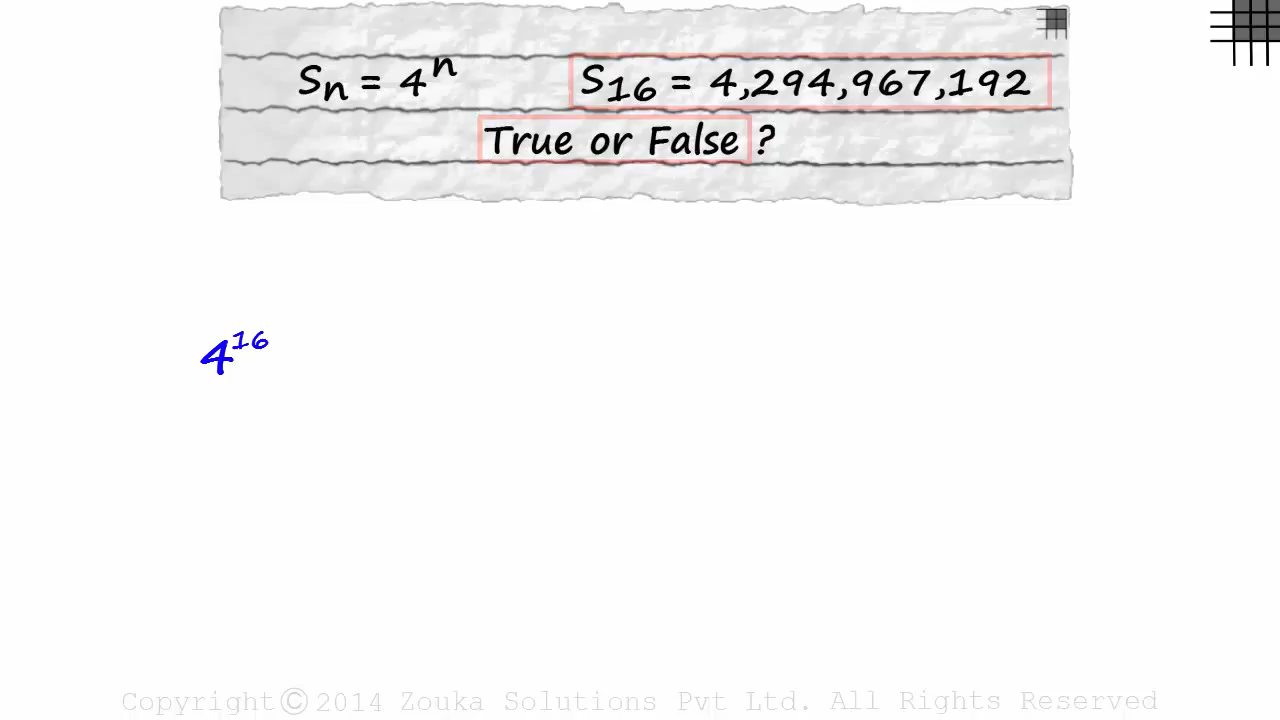 Sn = 4^n S16 = 4,294,967,192
True or False ?
4^16
Copyright© 2014 Zouka Solutions Pvt Ltd. All Rights Reserved